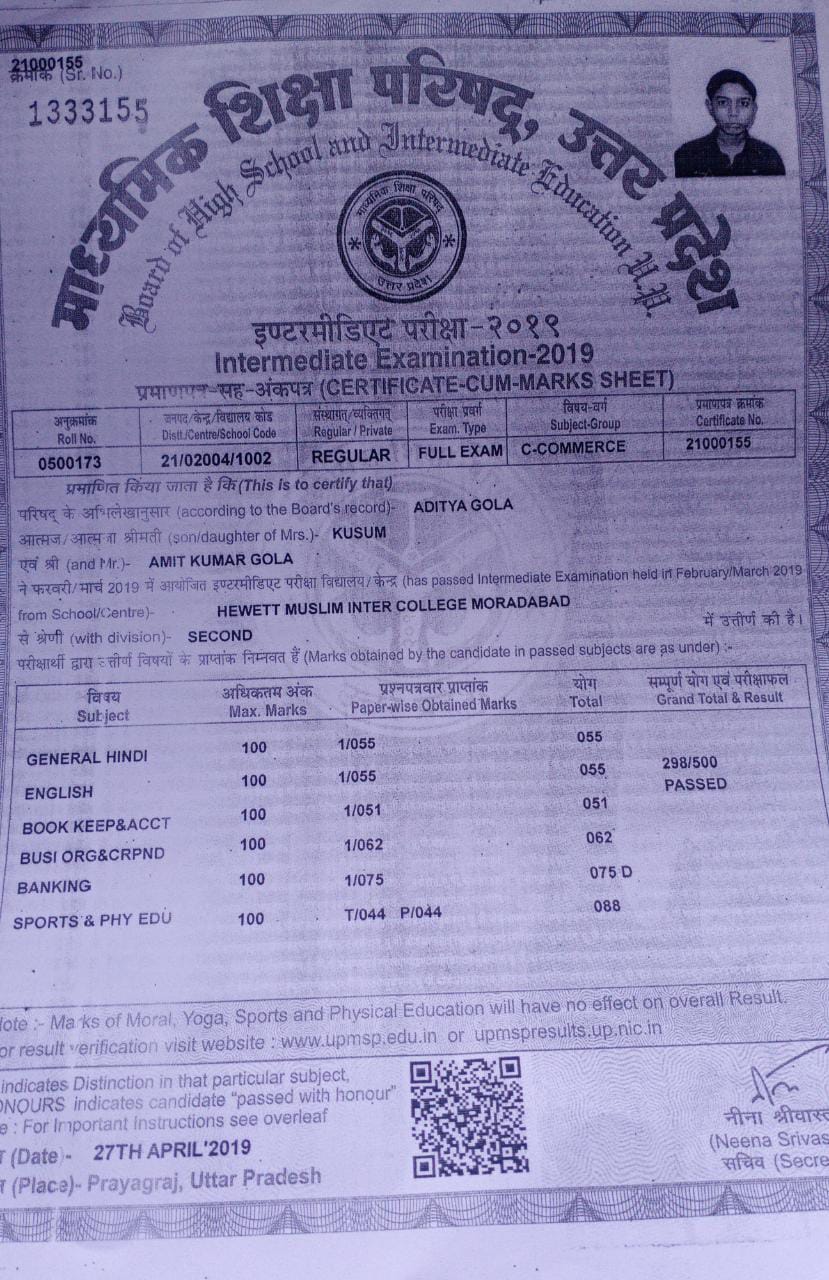 21000155
क्रमांक (Sr. No.)
1333155
माध्यमिक शिक्षा परिषद्, उत्तर प्रदेश
Board of High School and Intermediate Education U.P.
माध्यमिक शिक्षा परिषद्
उत्तर प्रदेश
इण्टरमीडिएट परीक्षा-२०१९
Intermediate Examination-2019
प्रमाणपत्र-सह-अंकपत्र (CERTIFICATE-CUM-MARKS SHEET)
अनुक्रमांक जनपद/केन्द्र/विद्यालय कोड संस्थागत/व्यक्तिगत परीक्षा प्रवर्ग विषय-वर्ग प्रमाणपत्र क्रमांक
Roll No. Distt./Centre/School Code Regular / Private Exam. Type Subject-Group Certificate No.
0500173 21/02004/1002 REGULAR FULL EXAM C-COMMERCE 21000155
प्रमाणित किया जाता है कि (This is to certify that)
परिषद् के अभिलेखानुसार (according to the Board's record)- ADITYA GOLA
आत्मज/आत्मजा श्रीमती (son/daughter of Mrs.)- KUSUM
एवं श्री (and Mr.)- AMIT KUMAR GOLA
ने फरवरी/मार्च 2019 में आयोजित इण्टरमीडिएट परीक्षा विद्यालय/केन्द्र (has passed Intermediate Examination held in February/March 2019
from School/Centre)- HEWETT MUSLIM INTER COLLEGE MORADABAD में उत्तीर्ण की है।
से श्रेणी (with division)- SECOND
परीक्षार्थी द्वारा उत्तीर्ण विषयों के प्राप्तांक निम्नवत हैं (Marks obtained by the candidate in passed subjects are as under) :-
विषय अधिकतम अंक प्रश्नपत्रवार प्राप्तांक योग सम्पूर्ण योग एवं परीक्षाफल
Subject Max. Marks Paper-wise Obtained Marks Total Grand Total & Result
GENERAL HINDI 100 1/055 055
ENGLISH 100 1/055 055 298/500
PASSED
BOOK KEEP&ACCT 100 1/051 051
BUSI ORG&CRPND 100 1/062 062
BANKING 100 1/075 075 D
SPORTS & PHY EDU 100 T/044 P/044 088
ote :- Marks of Moral, Yoga, Sports and Physical Education will have no effect on overall Result.
or result verification visit website : www.upmsp.edu.in or upmspresults.up.nic.in
indicates Distinction in that particular subject,
ONOURS indicates candidate "passed with honour"
e : For Important Instructions see overleaf
(Date)- 27TH APRIL'2019
(Place)- Prayagraj, Uttar Pradesh
नीना श्रीवास्त
(Neena Srivas
सचिव (Secre